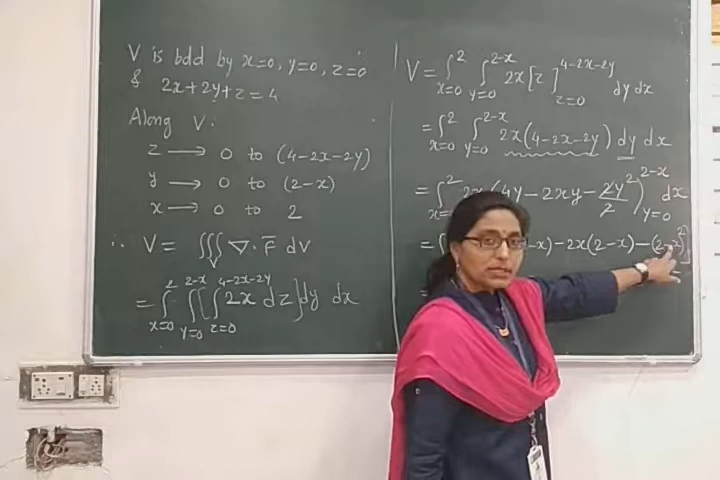 V is bdd by x=0, y=0, z=0
& 2x+2y+z=4
Along V.
z → 0 to (4-2x-2y)
y → 0 to (2-x)
x → 0 to 2
∴ V = ∭_V ∇· F̅ dV
= ∫_{x=0}^{2} ∫_{y=0}^{2-x} [∫_{z=0}^{4-2x-2y} 2x dz] dy dx
V = ∫_{x=0}^{2} ∫_{y=0}^{2-x} 2x [z]_{z=0}^{4-2x-2y} dy dx
= ∫_{x=0}^{2} ∫_{y=0}^{2-x} 2x(4-2x-2y) dy dx
= ∫^{2} 2x (4y - 2xy - 2y²/2)_{y=0}^{2-x} dx
= -x) - 2x(2-x) - (2-x)²]
=